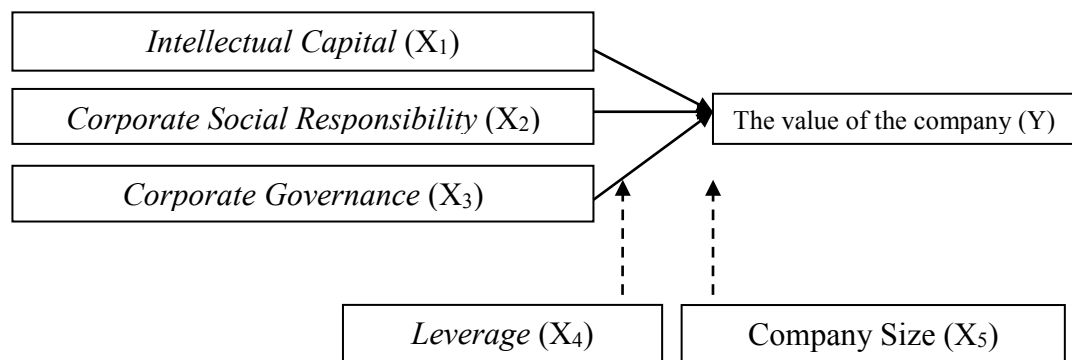 Intellectual Capital (X₁)
Corporate Social Responsibility (X₂)
The value of the company (Y)
Corporate Governance (X₃)
Leverage (X₄)
Company Size (X₅)